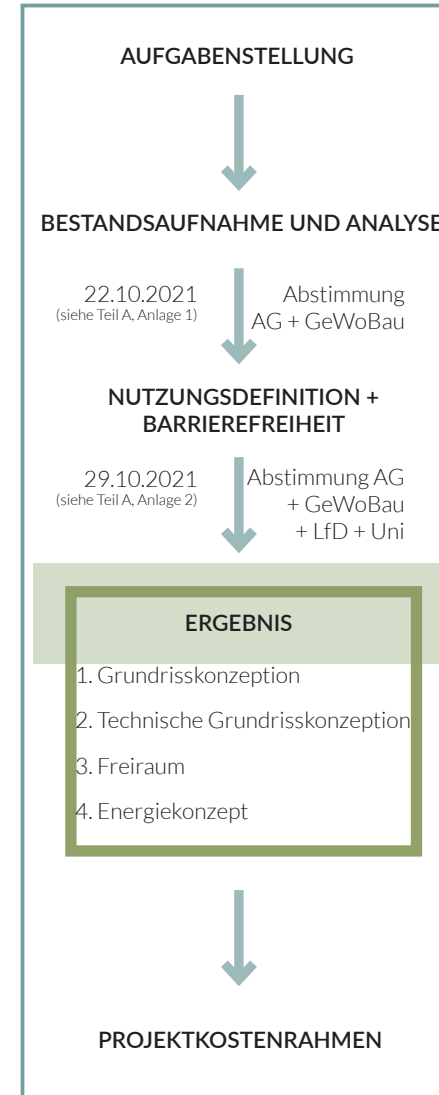 AUFGABENSTELLUNG
BESTANDSAUFNAHME UND ANALYSE
22.10.2021
(siehe Teil A, Anlage 1)
Abstimmung
AG + GeWoBau
NUTZUNGSDEFINITION +
BARRIEREFREIHEIT
29.10.2021
(siehe Teil A, Anlage 2)
Abstimmung AG
+ GeWoBau
+ LfD + Uni
ERGEBNIS
1. Grundrisskonzeption
2. Technische Grundrisskonzeption
3. Freiraum
4. Energiekonzept
PROJEKTKOSTENRAHMEN